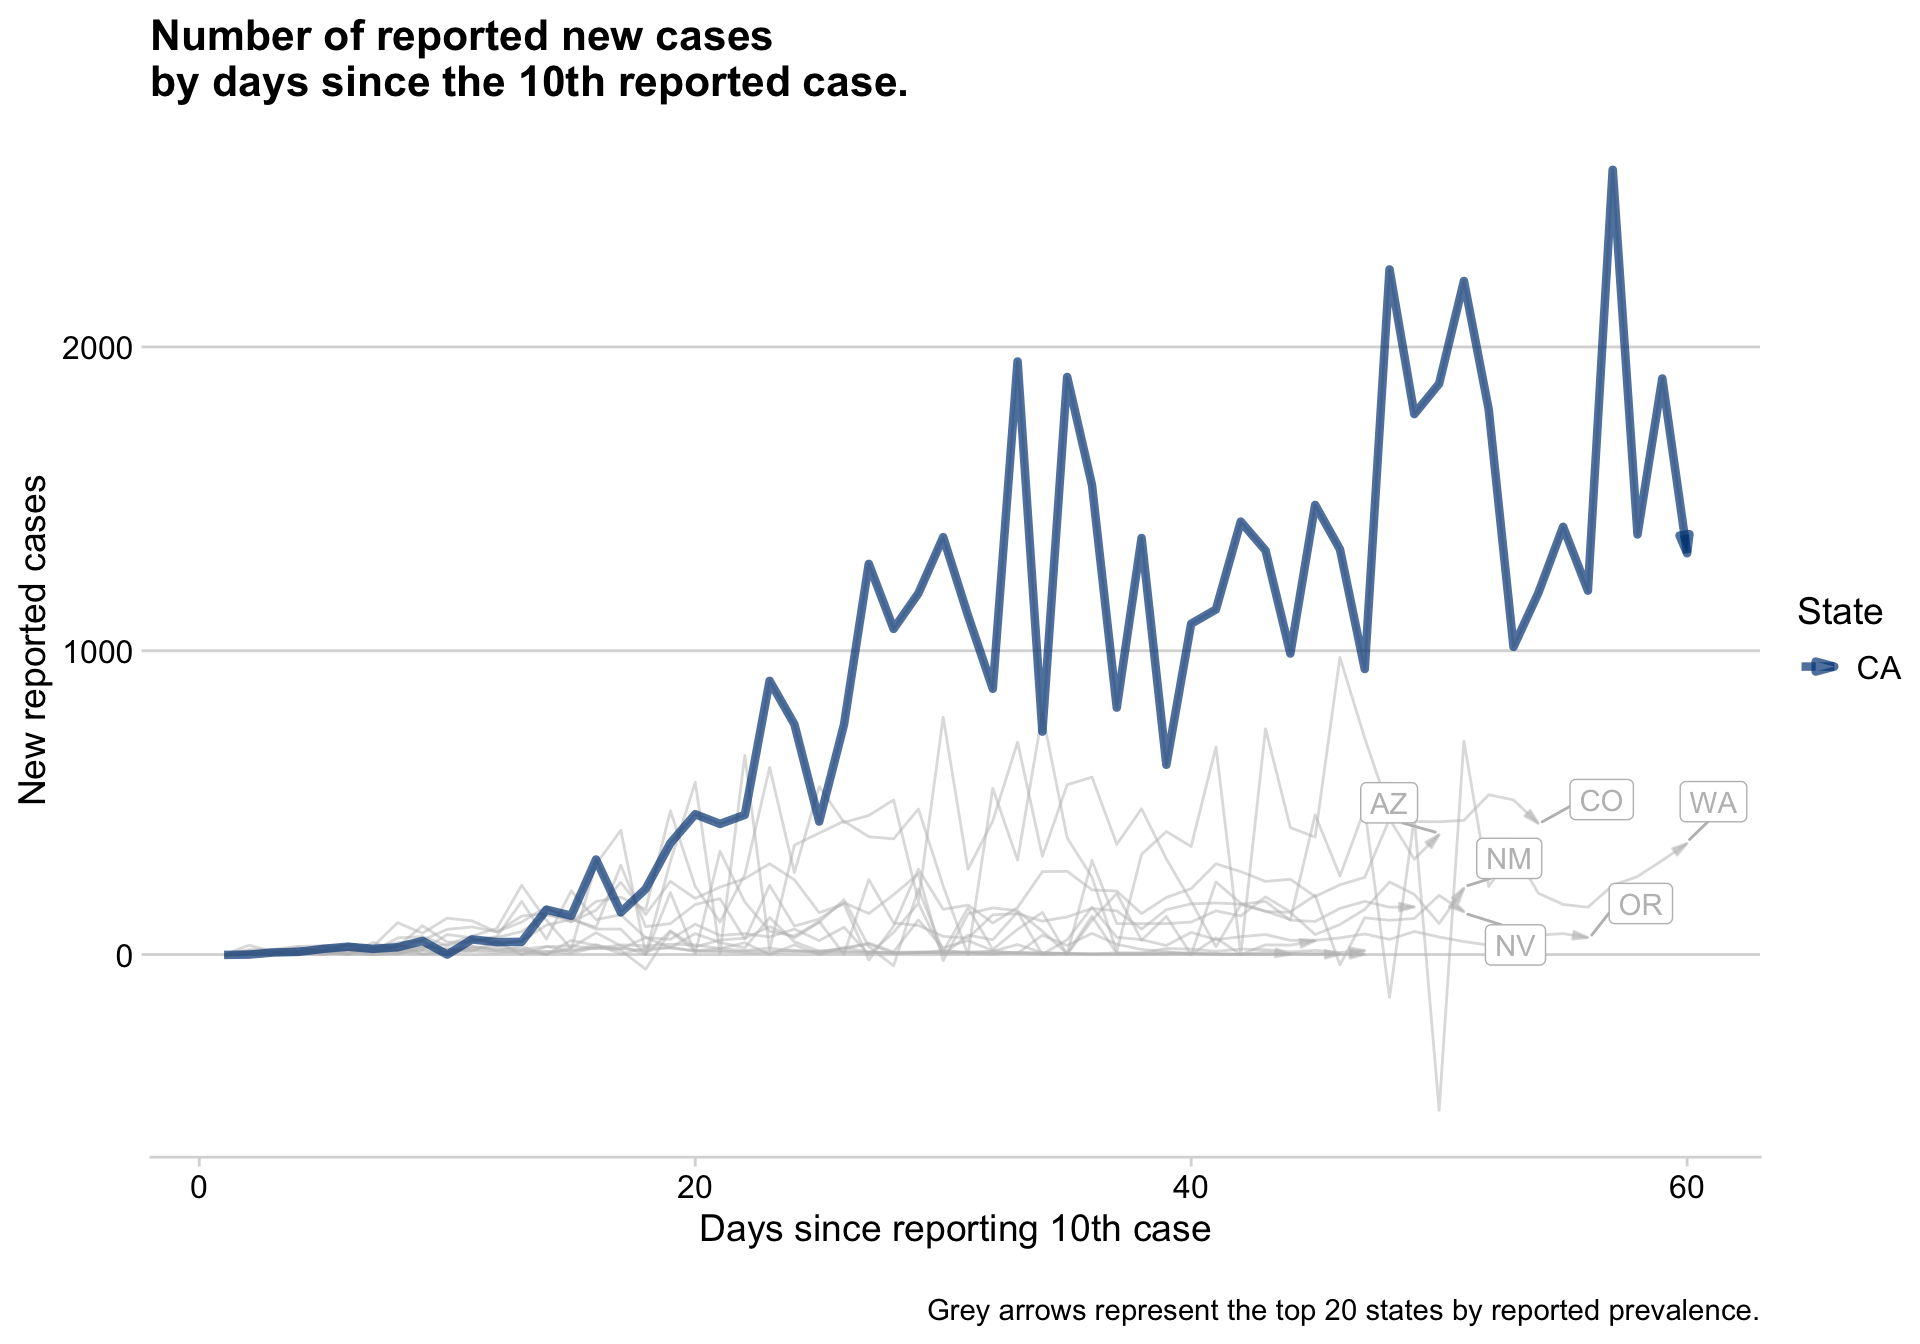 Number of reported new cases
by days since the 10th reported case.
New reported cases
2000
1000
0
AZ
CO
WA
NM
OR
NV
State
CA
0 20 40 60
Days since reporting 10th case
Grey arrows represent the top 20 states by reported prevalence.